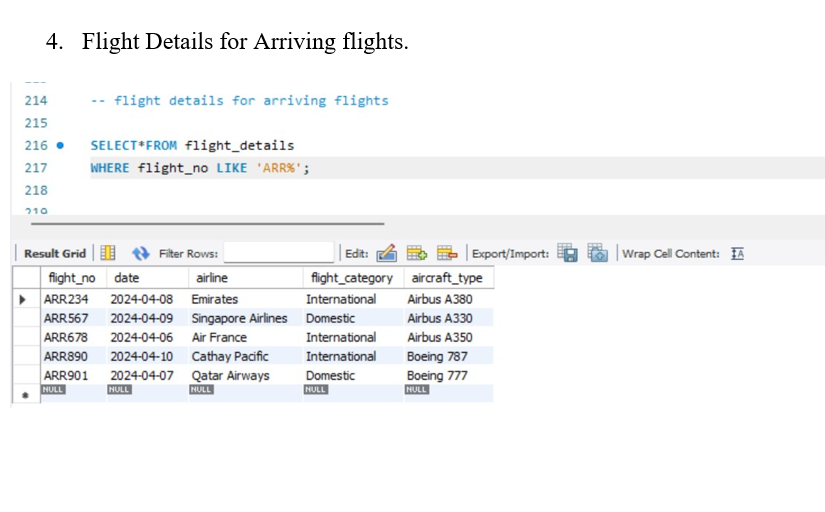 4. Flight Details for Arriving flights.
214 -- flight details for arriving flights
215
216 SELECT*FROM flight_details
217 WHERE flight_no LIKE 'ARR%';
218
219
Result Grid Filter Rows: Edit: Export/Import: Wrap Cell Content: IA
flight_no date airline flight_category aircraft_type
ARR234 2024-04-08 Emirates International Airbus A380
ARR567 2024-04-09 Singapore Airlines Domestic Airbus A330
ARR678 2024-04-06 Air France International Airbus A350
ARR890 2024-04-10 Cathay Pacific International Boeing 787
ARR901 2024-04-07 Qatar Airways Domestic Boeing 777
NULL NULL NULL NULL NULL